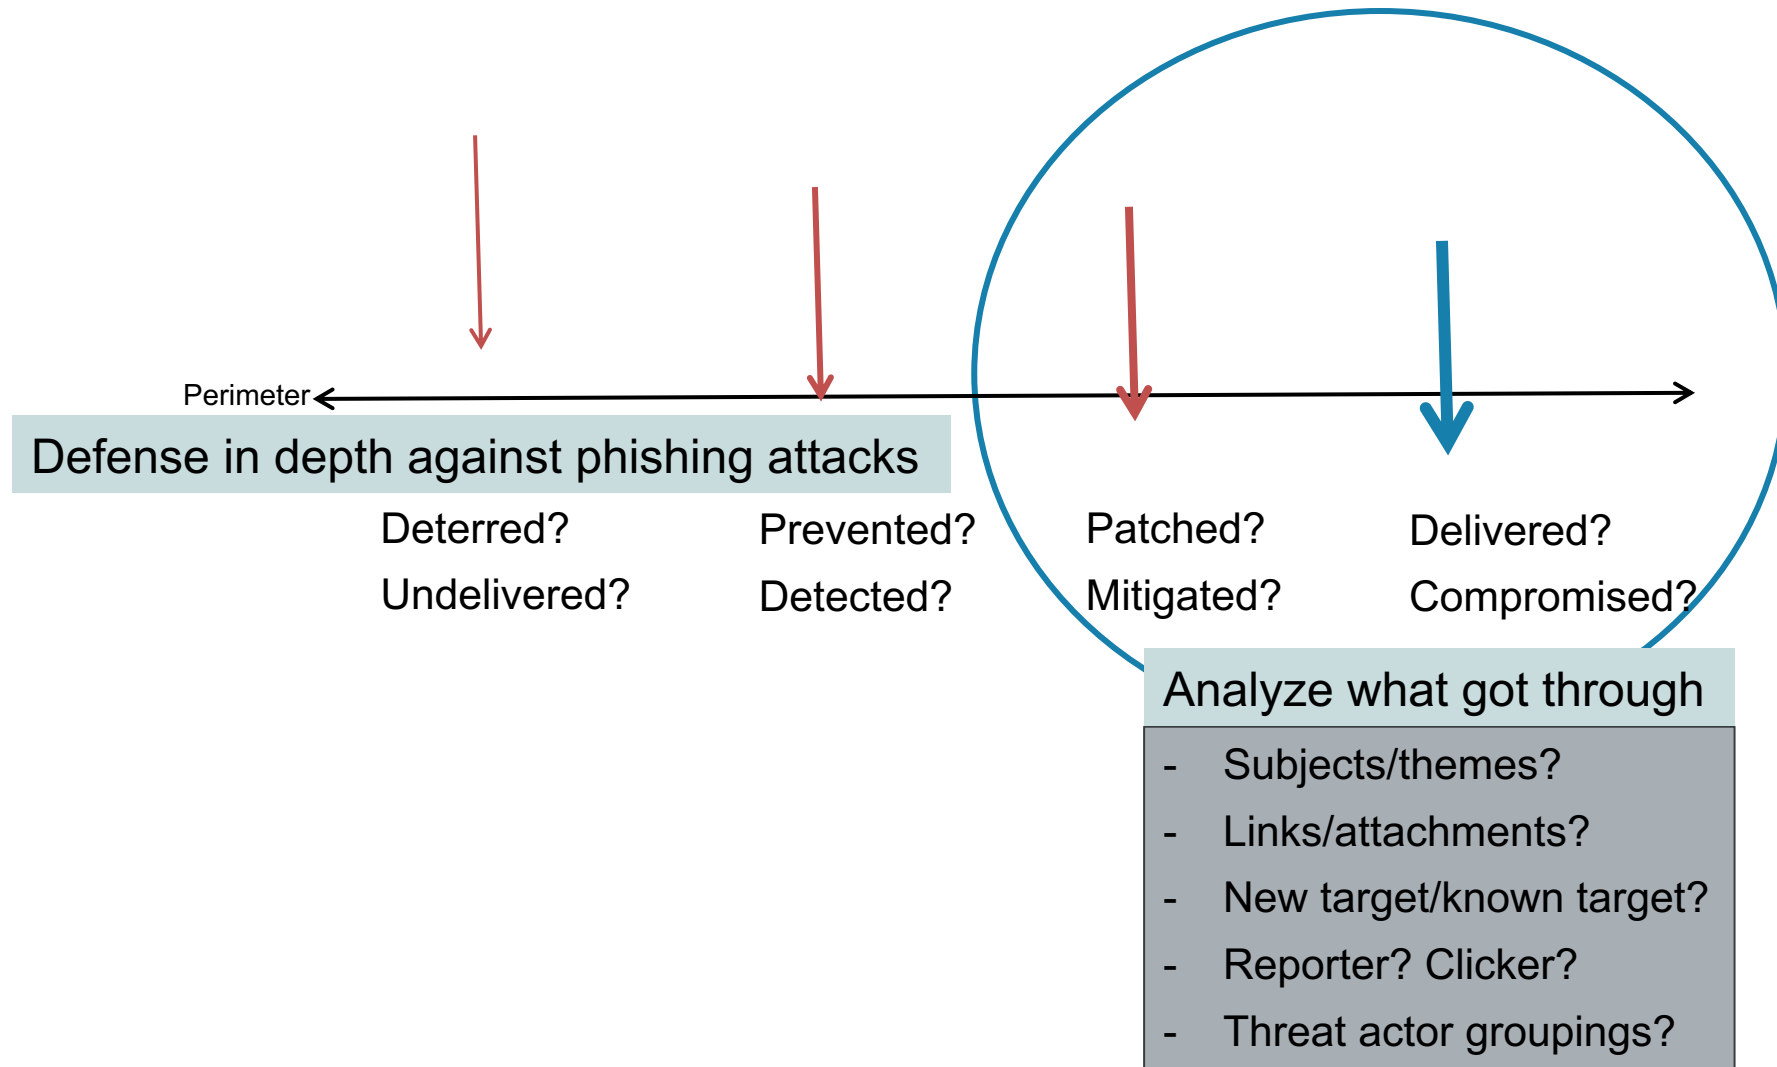 Perimeter
Defense in depth against phishing attacks
Deterred?
Undelivered?
Prevented?
Detected?
Patched?
Mitigated?
Delivered?
Compromised?
Analyze what got through
- Subjects/themes?
- Links/attachments?
- New target/known target?
- Reporter? Clicker?
- Threat actor groupings?